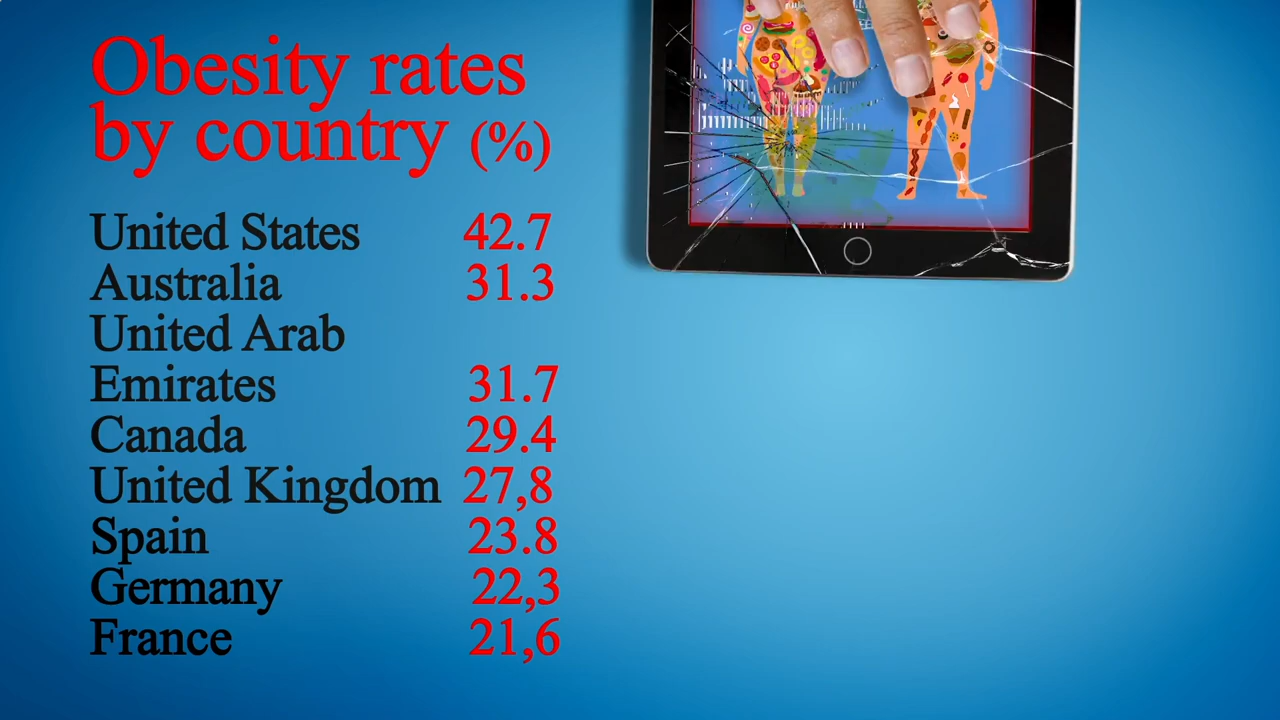 Obesity rates
by country (%)
United States 42.7
Australia 31.3
United Arab
Emirates 31.7
Canada 29.4
United Kingdom 27,8
Spain 23.8
Germany 22,3
France 21,6